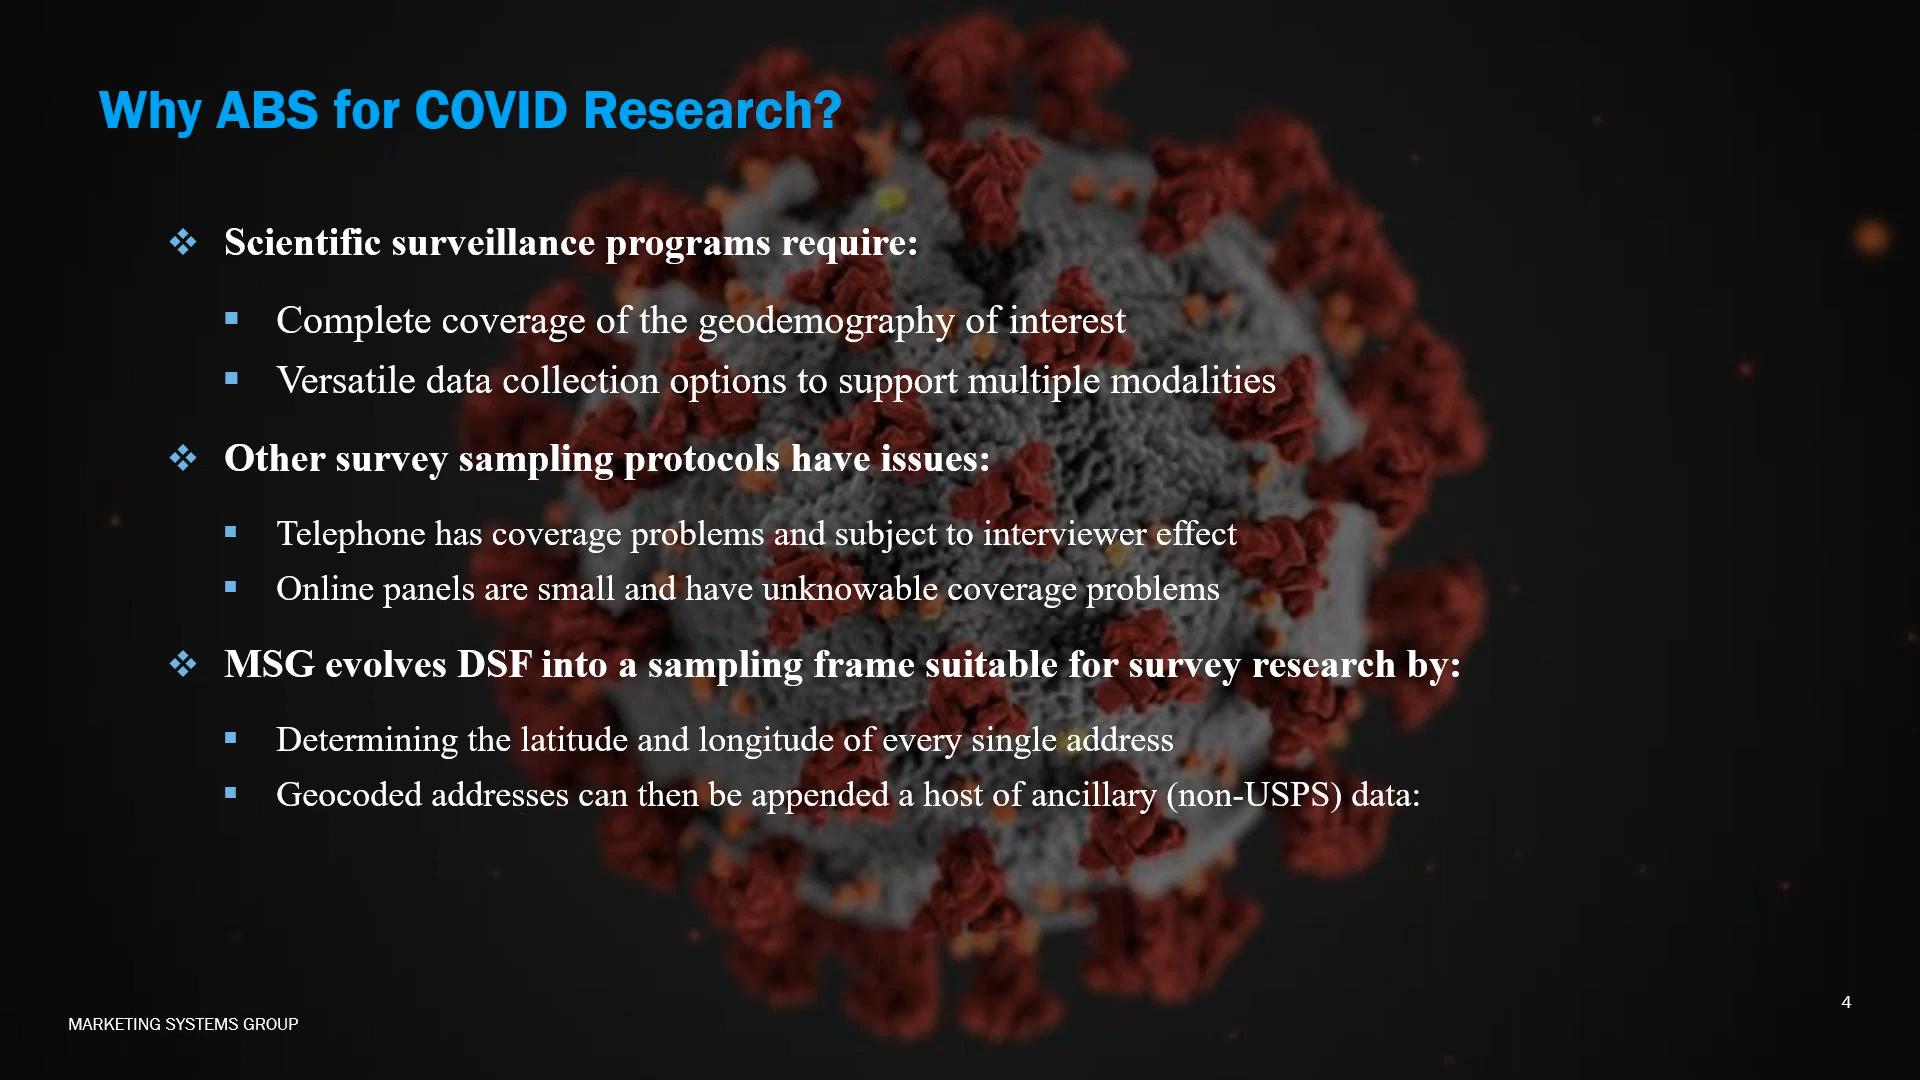 Why ABS for COVID Research?
❖ Scientific surveillance programs require:
▪ Complete coverage of the geodemography of interest
▪ Versatile data collection options to support multiple modalities
❖ Other survey sampling protocols have issues:
▪ Telephone has coverage problems and subject to interviewer effect
▪ Online panels are small and have unknowable coverage problems
❖ MSG evolves DSF into a sampling frame suitable for survey research by:
▪ Determining the latitude and longitude of every single address
▪ Geocoded addresses can then be appended a host of ancillary (non-USPS) data:
4
MARKETING SYSTEMS GROUP